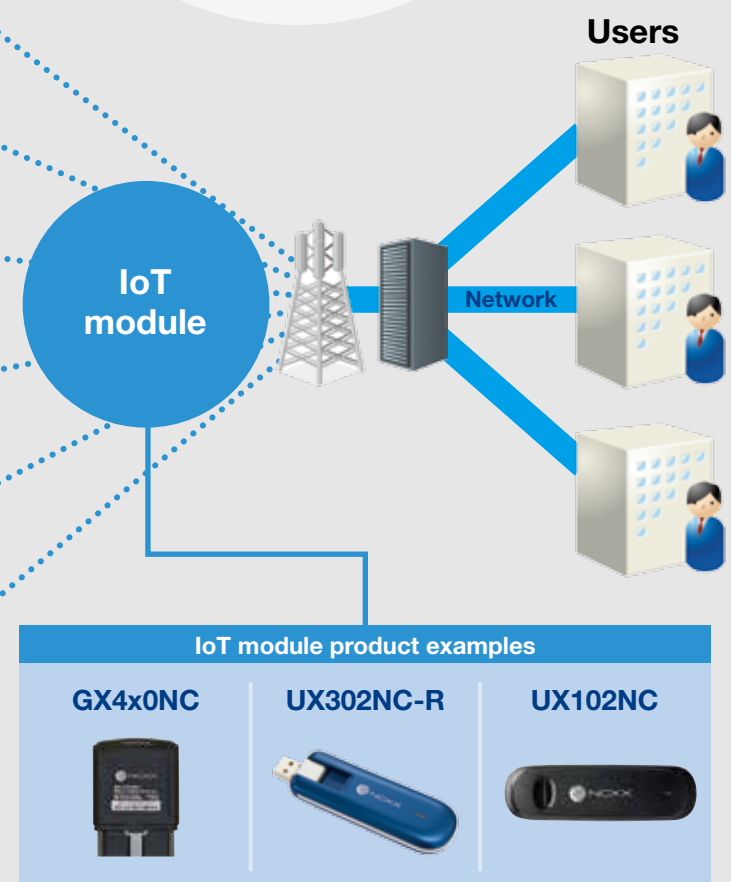 Users
IoT
module
Network
IoT module product examples
GX4x0NC
UX302NC-R
UX102NC